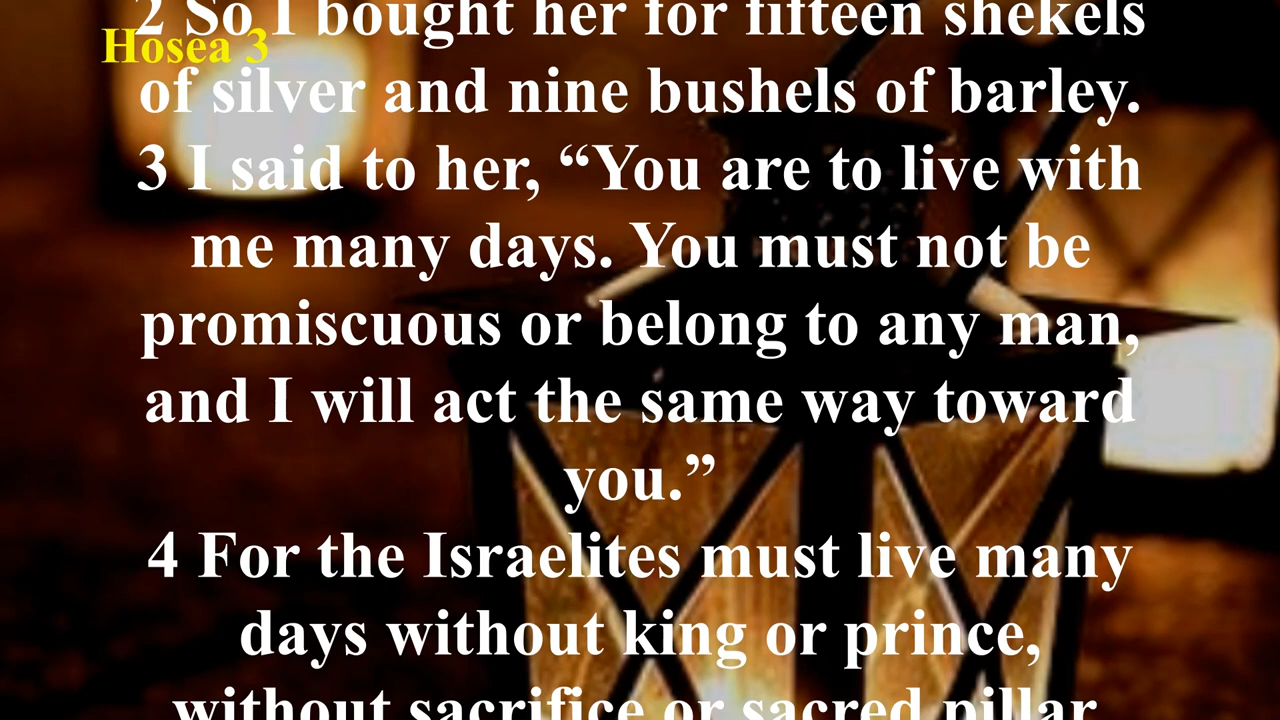 2 So I bought her for fifteen shekels
Hosea 3
of silver and nine bushels of barley.
3 I said to her, “You are to live with
me many days. You must not be
promiscuous or belong to any man,
and I will act the same way toward
you.”
4 For the Israelites must live many
days without king or prince,
without sacrifice or sacred pillar